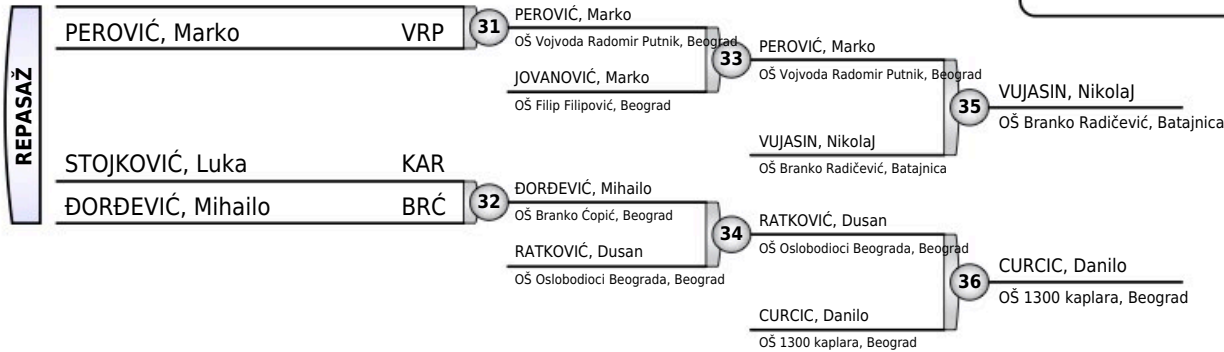 REPASAŽ
PEROVIĆ, Marko VRP
31
PEROVIĆ, Marko
OŠ Vojvoda Radomir Putnik, Beograd
JOVANOVIĆ, Marko
OŠ Filip Filipović, Beograd
33
PEROVIĆ, Marko
OŠ Vojvoda Radomir Putnik, Beograd
VUJASIN, NikolaJ
OŠ Branko Radičević, Batajnica
35
VUJASIN, NikolaJ
OŠ Branko Radičević, Batajnica
STOJKOVIĆ, Luka KAR
ĐORĐEVIĆ, Mihailo BRĆ
32
ĐORĐEVIĆ, Mihailo
OŠ Branko Ćopić, Beograd
RATKOVIĆ, Dusan
OŠ Oslobodioci Beograda, Beograd
34
RATKOVIĆ, Dusan
OŠ Oslobodioci Beograda, Beograd
CURCIC, Danilo
OŠ 1300 kaplara, Beograd
36
CURCIC, Danilo
OŠ 1300 kaplara, Beograd